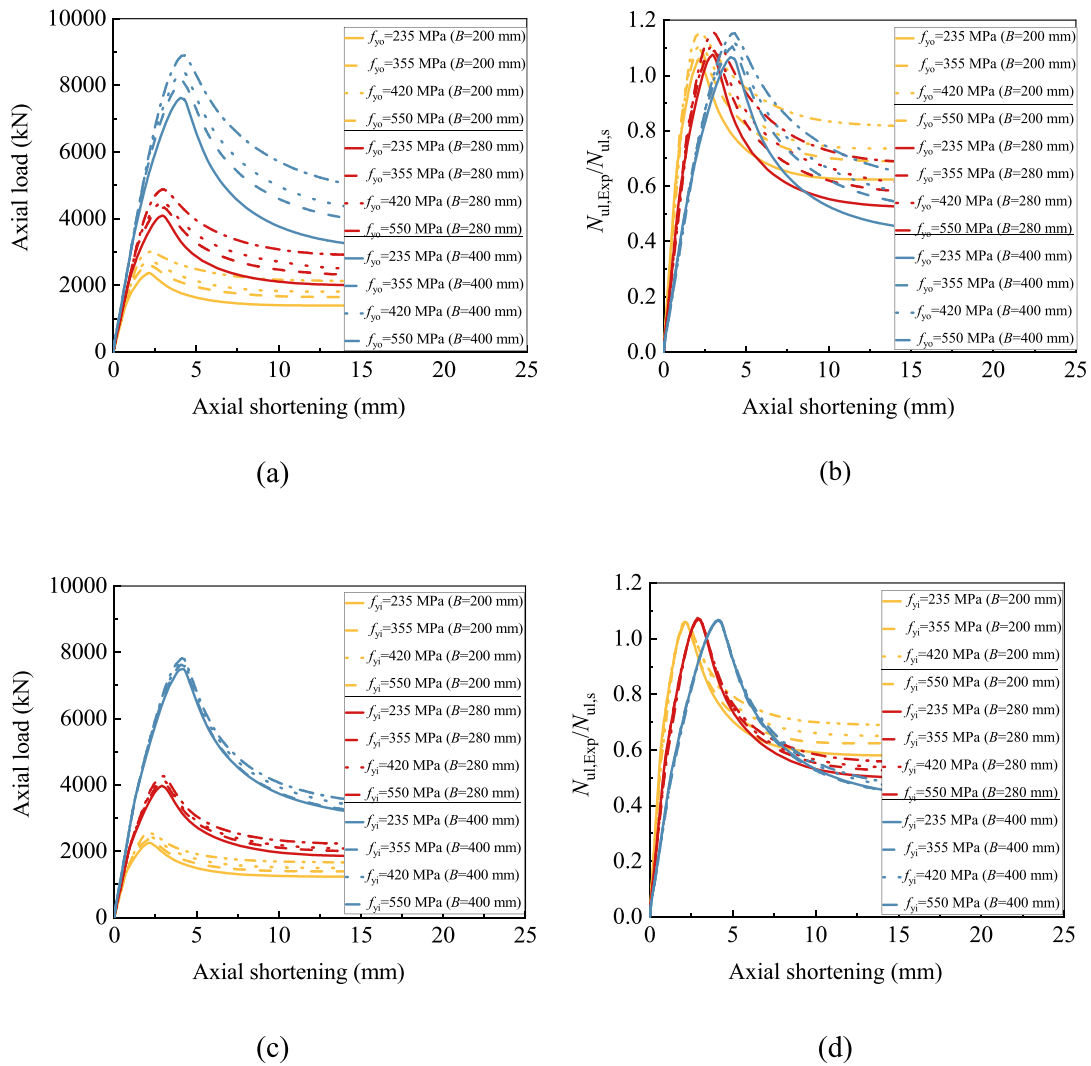 10000
8000
6000
4000
2000
0
0 5 10 15 20 25
Axial load (kN)
Axial shortening (mm)
fyo=235 MPa (B=200 mm)
fyo=355 MPa (B=200 mm)
fyo=420 MPa (B=200 mm)
fyo=550 MPa (B=200 mm)
fyo=235 MPa (B=280 mm)
fyo=355 MPa (B=280 mm)
fyo=420 MPa (B=280 mm)
fyo=550 MPa (B=280 mm)
fyo=235 MPa (B=400 mm)
fyo=355 MPa (B=400 mm)
fyo=420 MPa (B=400 mm)
fyo=550 MPa (B=400 mm)
(a)
1.2
1.0
0.8
0.6
0.4
0.2
0.0
0 5 10 15 20 25
Nul,Exp/Nul,s
Axial shortening (mm)
fyo=235 MPa (B=200 mm)
fyo=355 MPa (B=200 mm)
fyo=420 MPa (B=200 mm)
fyo=550 MPa (B=200 mm)
fyo=235 MPa (B=280 mm)
fyo=355 MPa (B=280 mm)
fyo=420 MPa (B=280 mm)
fyo=550 MPa (B=280 mm)
fyo=235 MPa (B=400 mm)
fyo=355 MPa (B=400 mm)
fyo=420 MPa (B=400 mm)
fyo=550 MPa (B=400 mm)
(b)
10000
8000
6000
4000
2000
0
0 5 10 15 20 25
Axial load (kN)
Axial shortening (mm)
fyi=235 MPa (B=200 mm)
fyi=355 MPa (B=200 mm)
fyi=420 MPa (B=200 mm)
fyi=550 MPa (B=200 mm)
fyi=235 MPa (B=280 mm)
fyi=355 MPa (B=280 mm)
fyi=420 MPa (B=280 mm)
fyi=550 MPa (B=280 mm)
fyi=235 MPa (B=400 mm)
fyi=355 MPa (B=400 mm)
fyi=420 MPa (B=400 mm)
fyi=550 MPa (B=400 mm)
(c)
1.2
1.0
0.8
0.6
0.4
0.2
0.0
0 5 10 15 20 25
Nul,Exp/Nul,s
Axial shortening (mm)
fyi=235 MPa (B=200 mm)
fyi=355 MPa (B=200 mm)
fyi=420 MPa (B=200 mm)
fyi=550 MPa (B=200 mm)
fyi=235 MPa (B=280 mm)
fyi=355 MPa (B=280 mm)
fyi=420 MPa (B=280 mm)
fyi=550 MPa (B=280 mm)
fyi=235 MPa (B=400 mm)
fyi=355 MPa (B=400 mm)
fyi=420 MPa (B=400 mm)
fyi=550 MPa (B=400 mm)
(d)